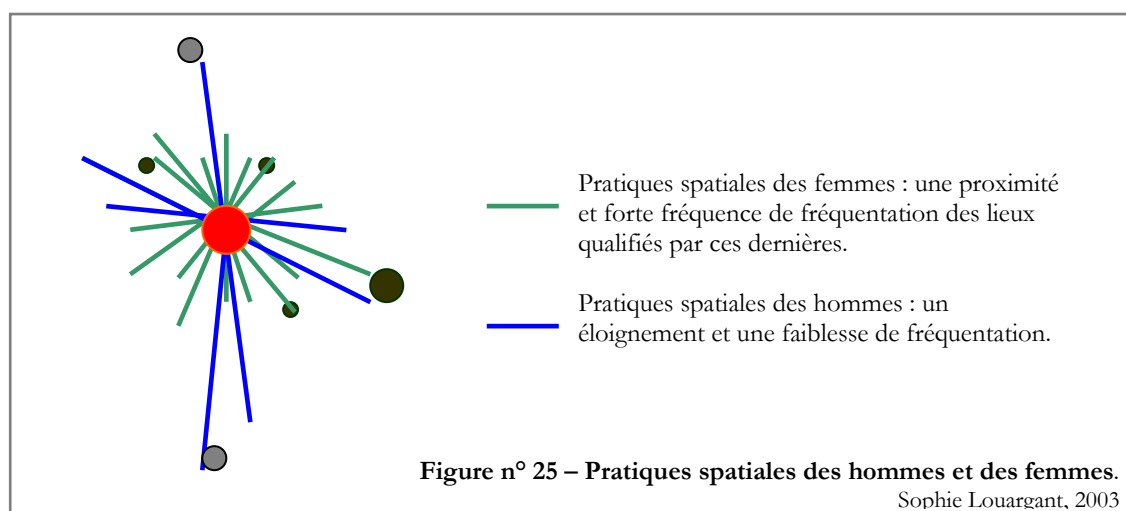 Pratiques spatiales des femmes : une proximité
et forte fréquence de fréquentation des lieux
qualifiés par ces dernières.
Pratiques spatiales des hommes : un
éloignement et une faiblesse de fréquentation.
Figure n° 25 – Pratiques spatiales des hommes et des femmes.
Sophie Louargant, 2003